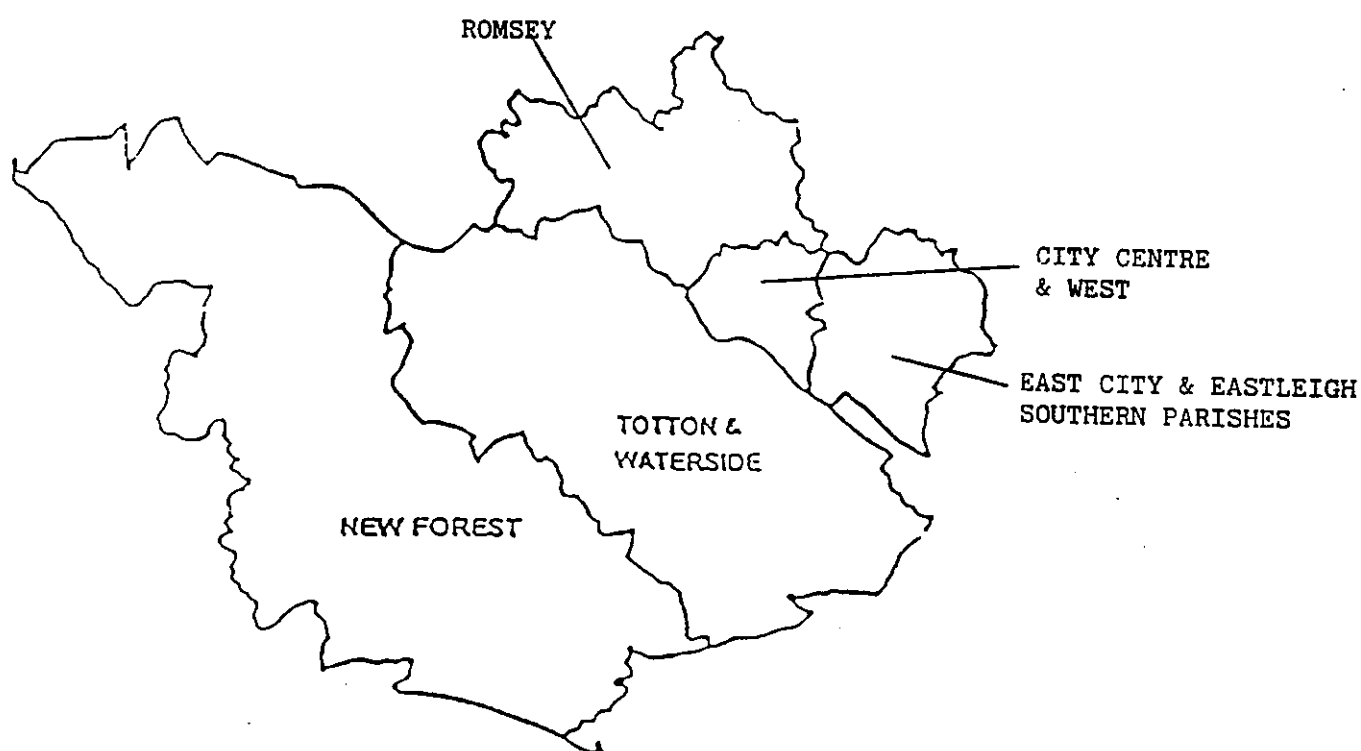 ROMSEY
CITY CENTRE
& WEST
EAST CITY & EASTLEIGH
SOUTHERN PARISHES
TOTTON &
WATERSIDE
NEW FOREST